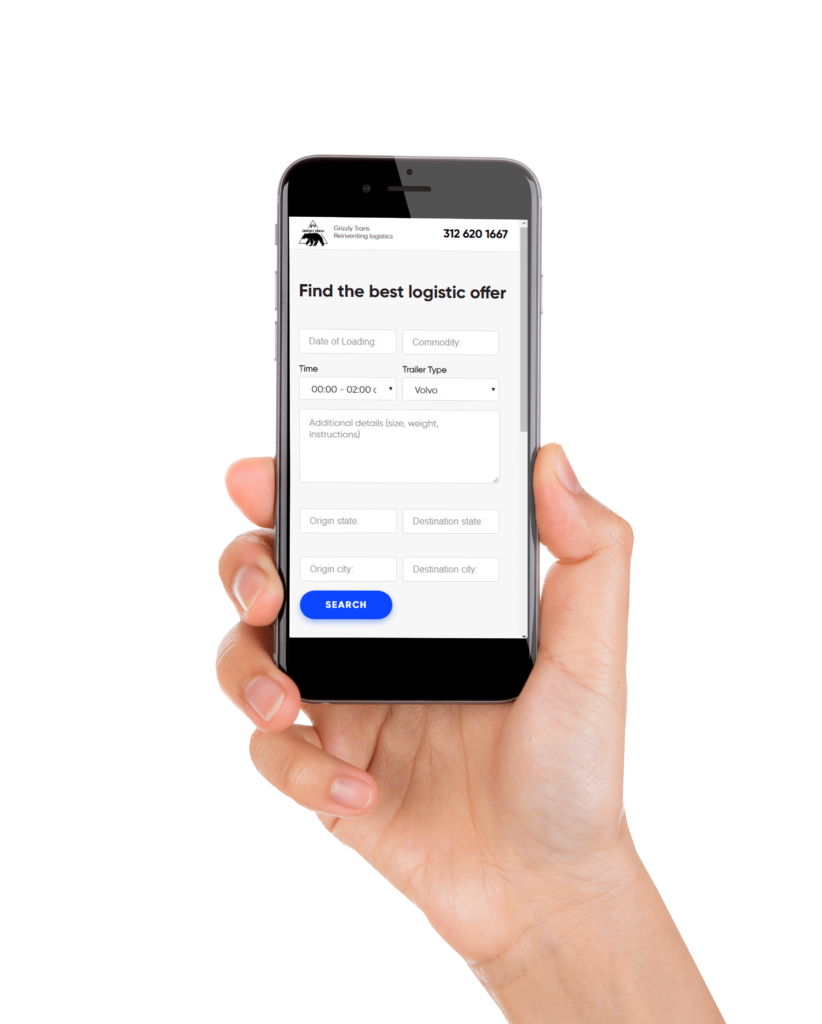 GRIZZLY TRANS
Grizzly Trans
Reinventing logistics
312 620 1667
Find the best logistic offer
Date of Loading:
Commodity:
Time
Trailer Type
00:00 - 02:00
Volvo
Additional details (size, weight,
instructions)
Origin state:
Destination state:
Origin city:
Destination city:
SEARCH